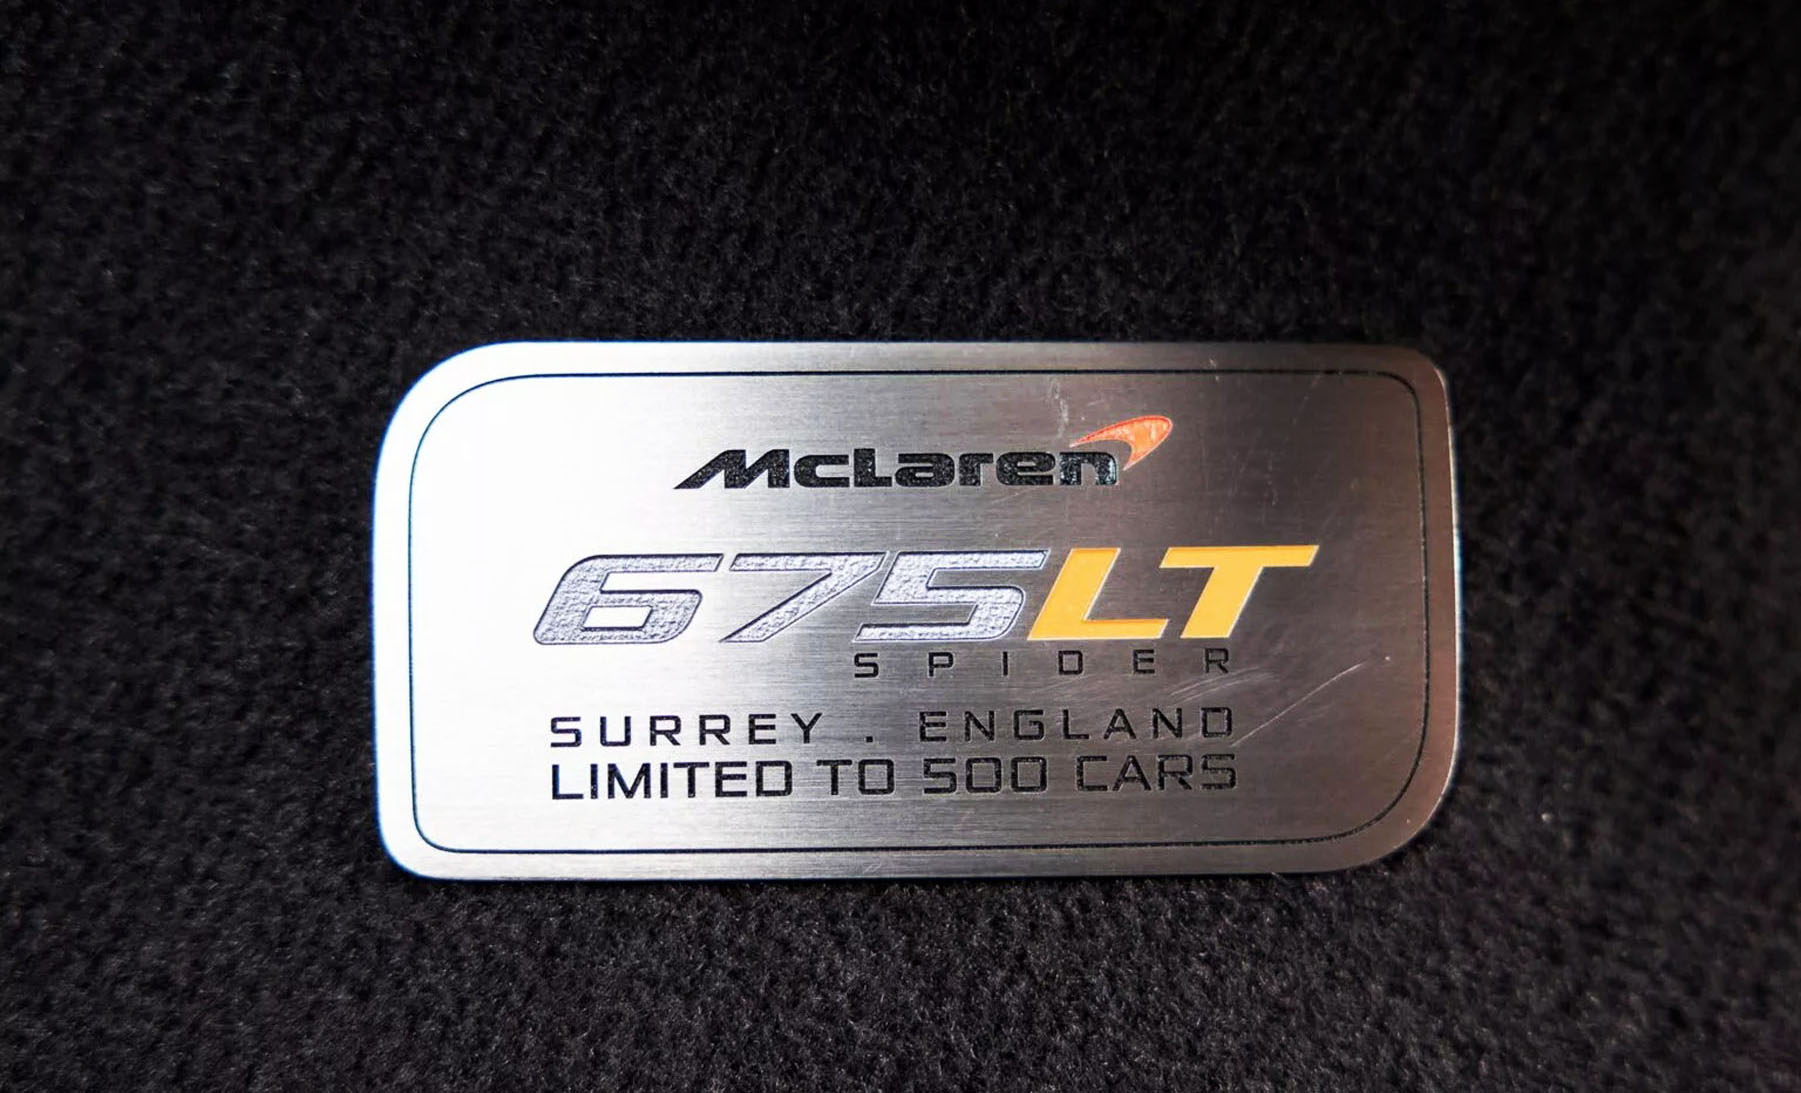 McLaren
675LT
SPIDER
SURREY . ENGLAND
LIMITED TO 500 CARS